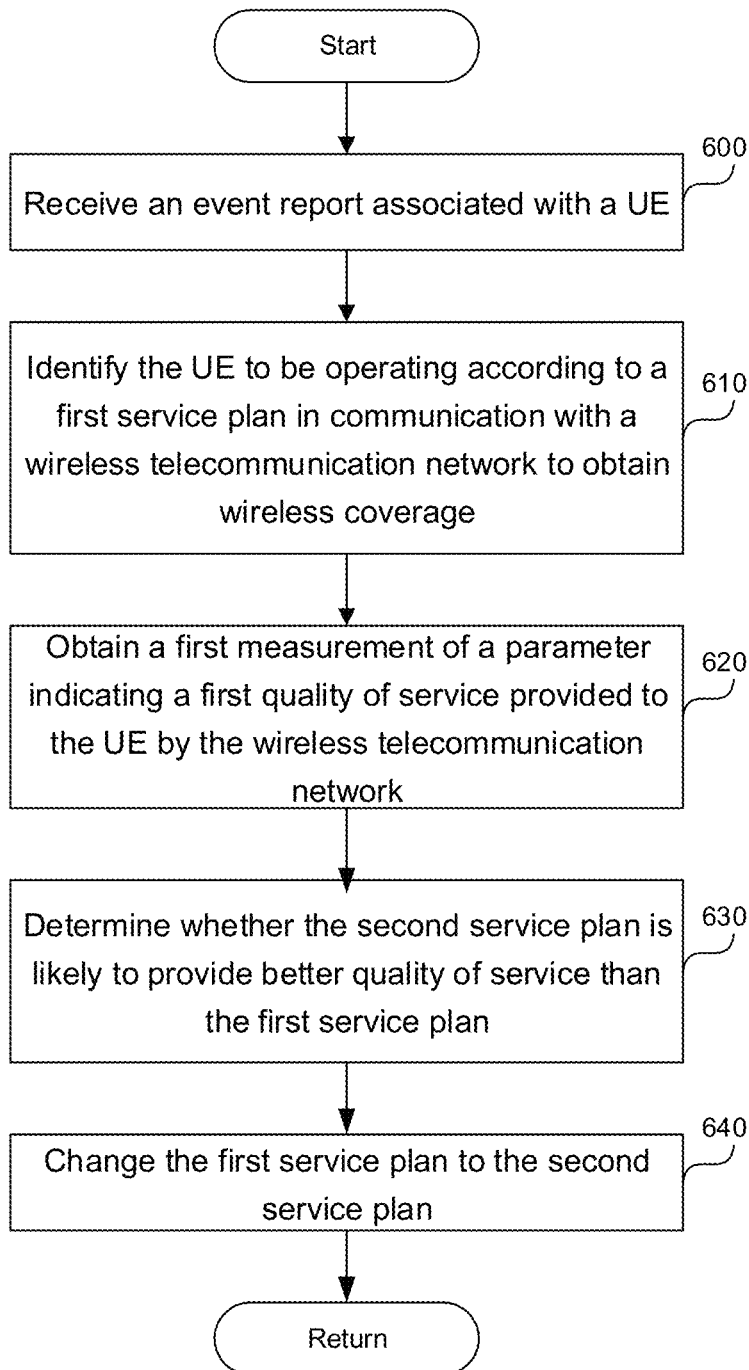 Start
600
Receive an event report associated with a UE
610
Identify the UE to be operating according to a
first service plan in communication with a
wireless telecommunication network to obtain
wireless coverage
620
Obtain a first measurement of a parameter
indicating a first quality of service provided to
the UE by the wireless telecommunication
network
630
Determine whether the second service plan is
likely to provide better quality of service than
the first service plan
640
Change the first service plan to the second
service plan
Return